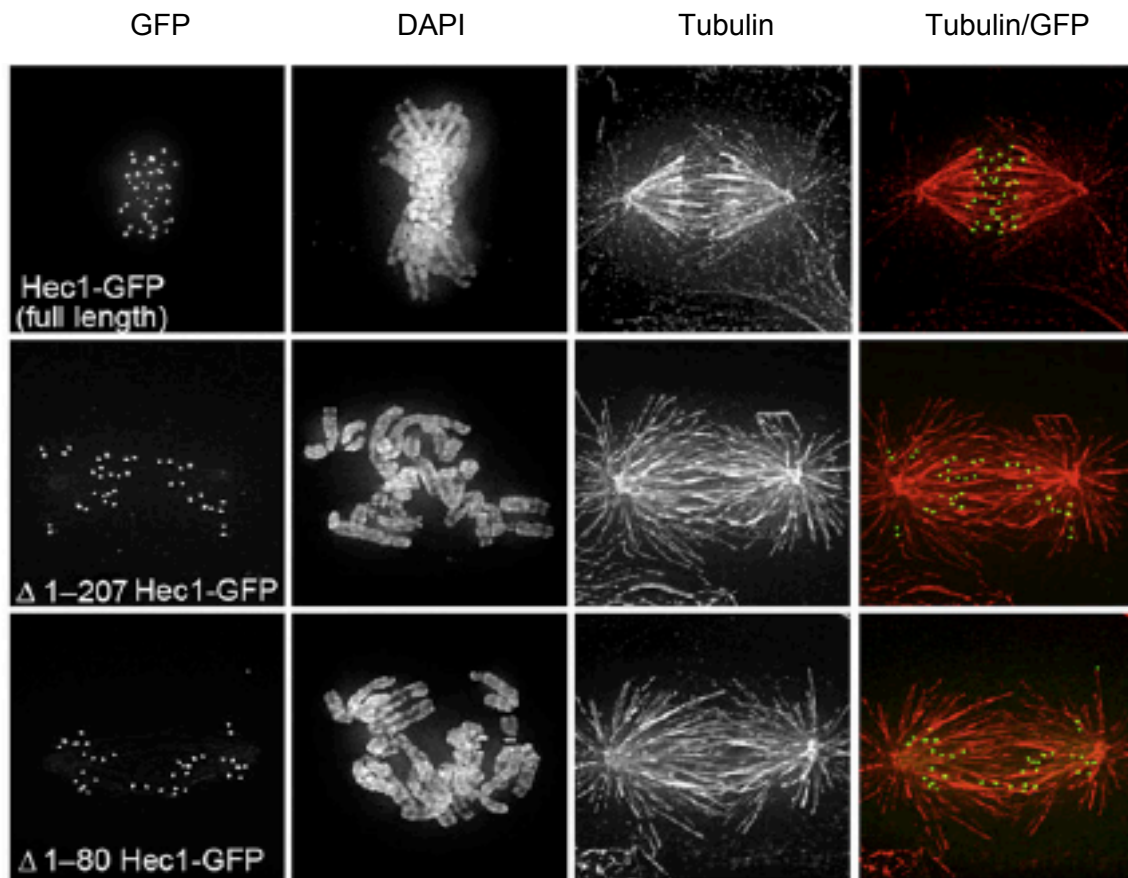 GFP DAPI Tubulin Tubulin/GFP
Hec1-GFP
(full length)
Δ 1–207 Hec1-GFP
Δ 1–80 Hec1-GFP